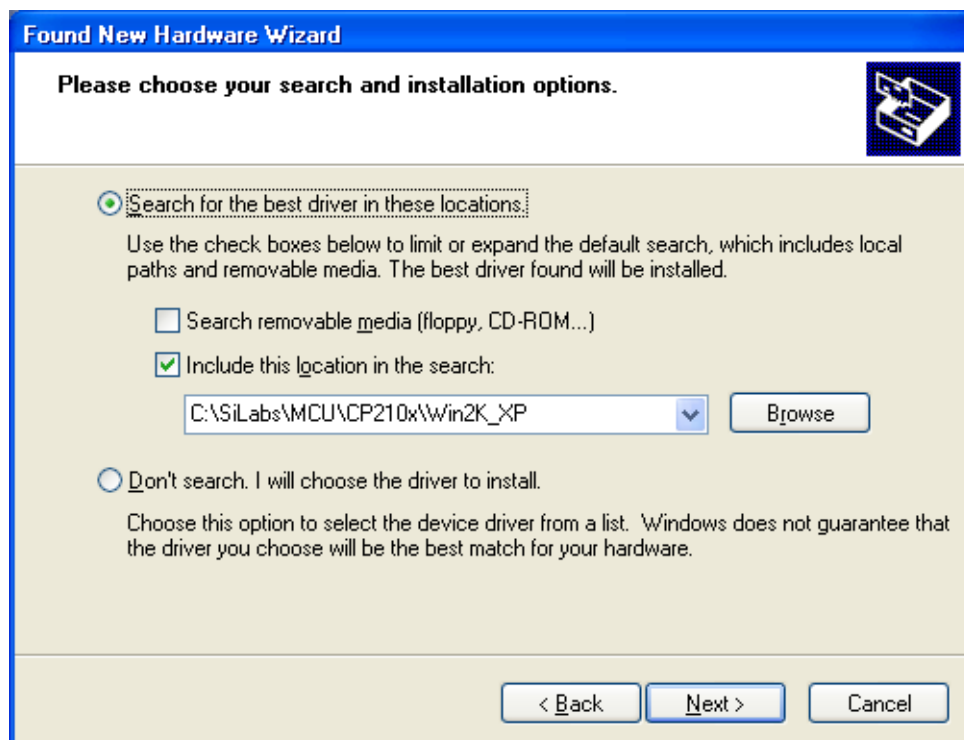 Found New Hardware Wizard
Please choose your search and installation options.
Search for the best driver in these locations.
Use the check boxes below to limit or expand the default search, which includes local
paths and removable media. The best driver found will be installed.
Search removable media (floppy, CD-ROM...)
Include this location in the search:
C:\SiLabs\MCU\CP210x\Win2K_XP
Browse
Don't search. I will choose the driver to install.
Choose this option to select the device driver from a list.  Windows does not guarantee that
the driver you choose will be the best match for your hardware.
< Back
Next >
Cancel